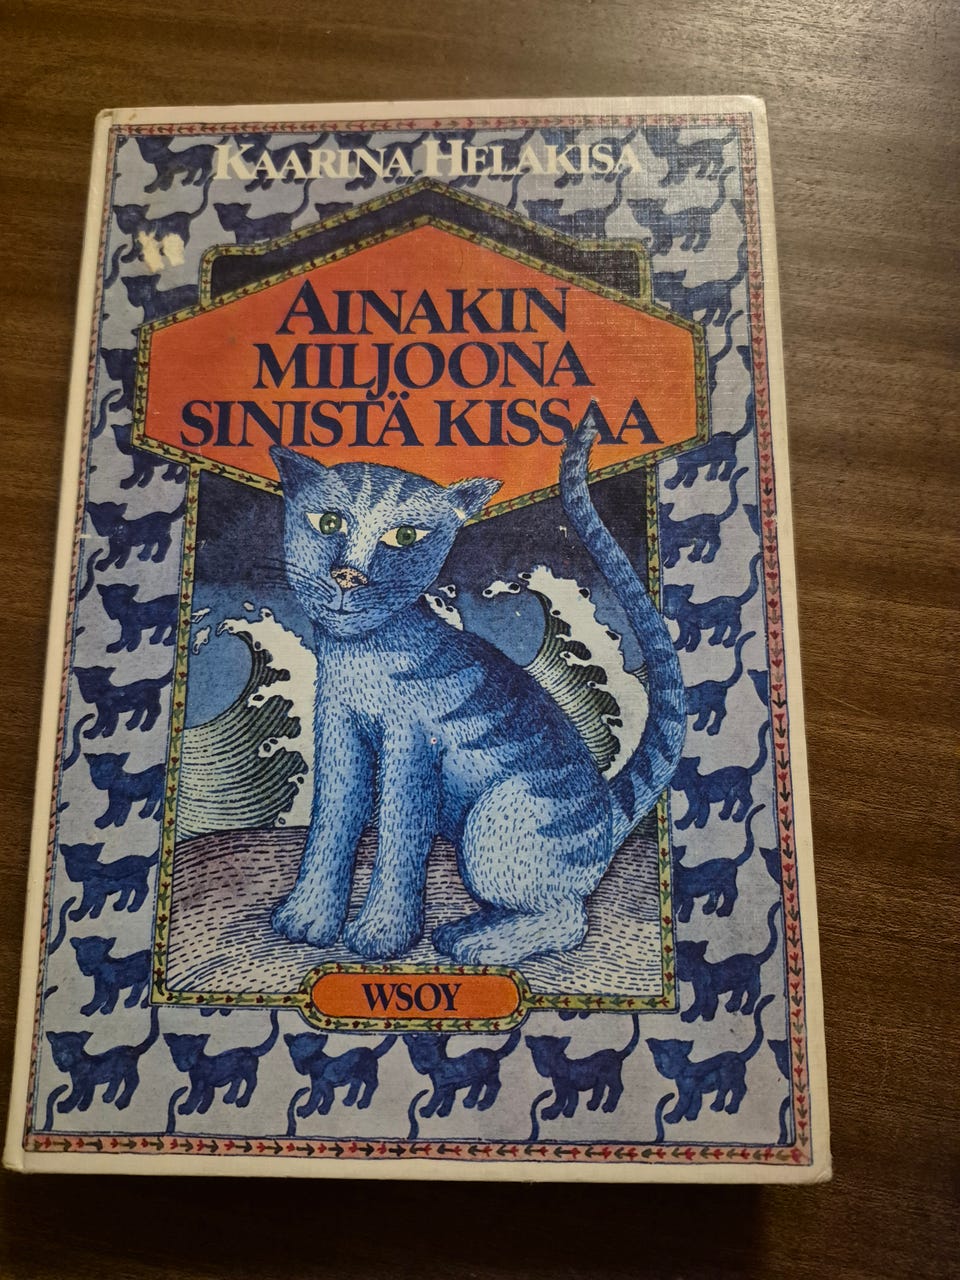 KAARINA HELAKISA
AINAKIN
MILJOONA
SINISTÄ KISSAA
WSOY